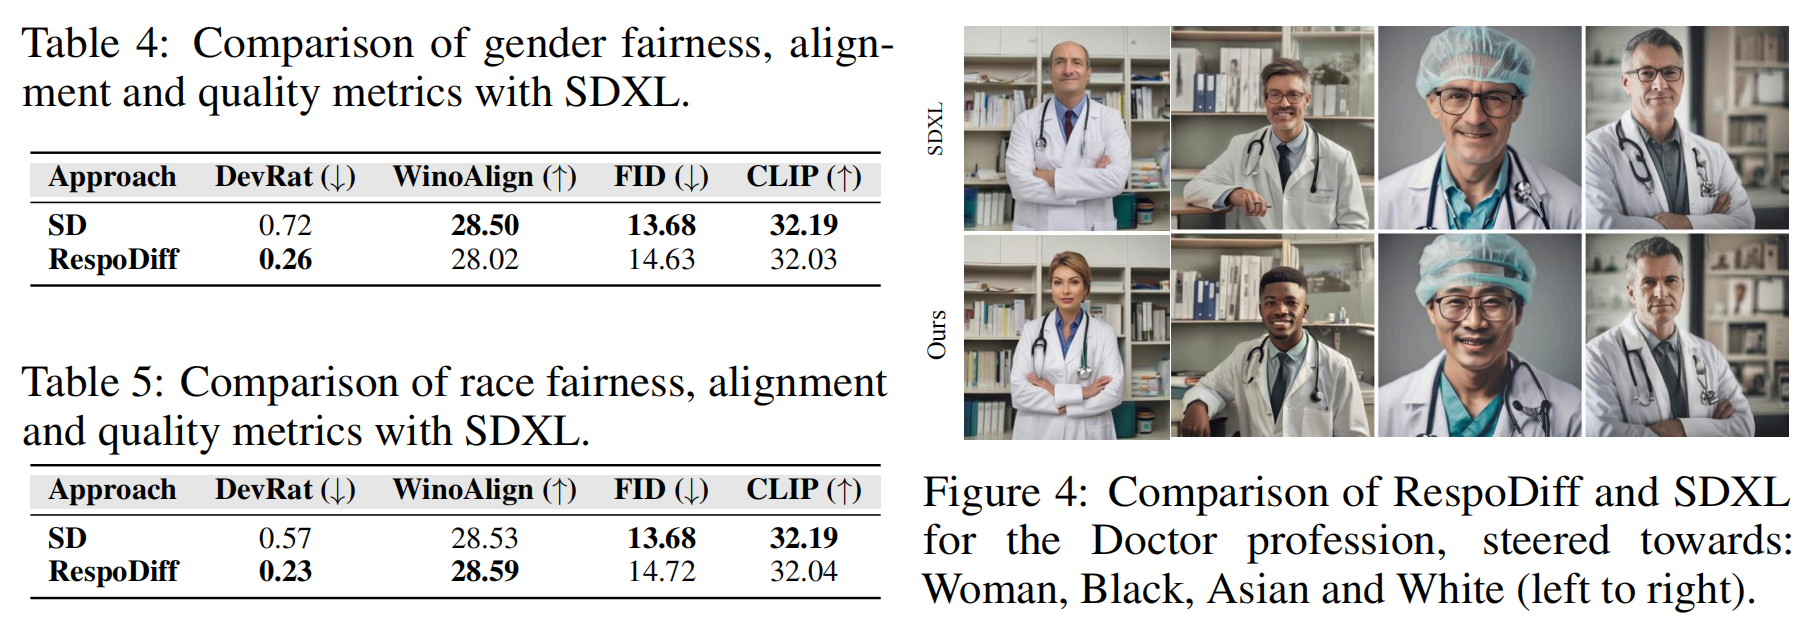 Table 4: Comparison of gender fairness, align-
ment and quality metrics with SDXL.
Approach DevRat (↓) WinoAlign (↑) FID (↓) CLIP (↑)
SD 0.72 28.50 13.68 32.19
RespoDiff 0.26 28.02 14.63 32.03
Table 5: Comparison of race fairness, alignment
and quality metrics with SDXL.
Approach DevRat (↓) WinoAlign (↑) FID (↓) CLIP (↑)
SD 0.57 28.53 13.68 32.19
RespoDiff 0.23 28.59 14.72 32.04
SDXL
Ours
Figure 4: Comparison of RespoDiff and SDXL
for the Doctor profession, steered towards:
Woman, Black, Asian and White (left to right).